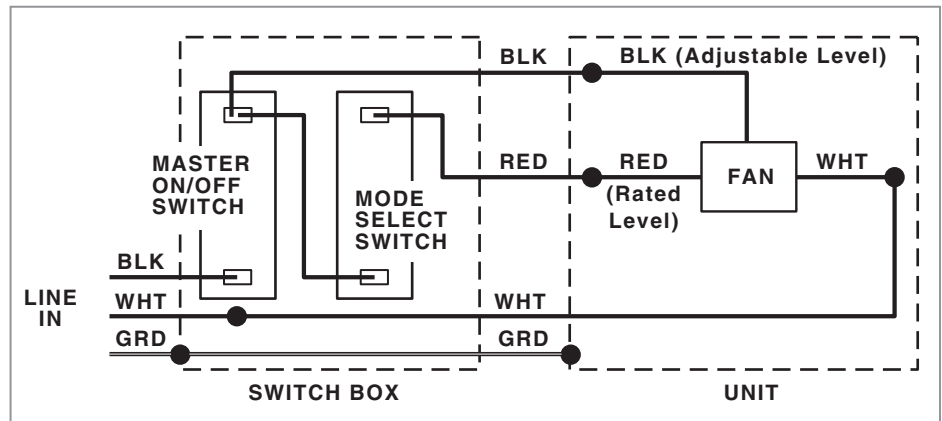 BLK
BLK (Adjustable Level)
MASTER
ON/OFF
SWITCH
MODE
SELECT
SWITCH
RED
RED
(Rated
Level)
FAN
WHT
LINE
IN
BLK
WHT
WHT
GRD
GRD
SWITCH BOX
UNIT